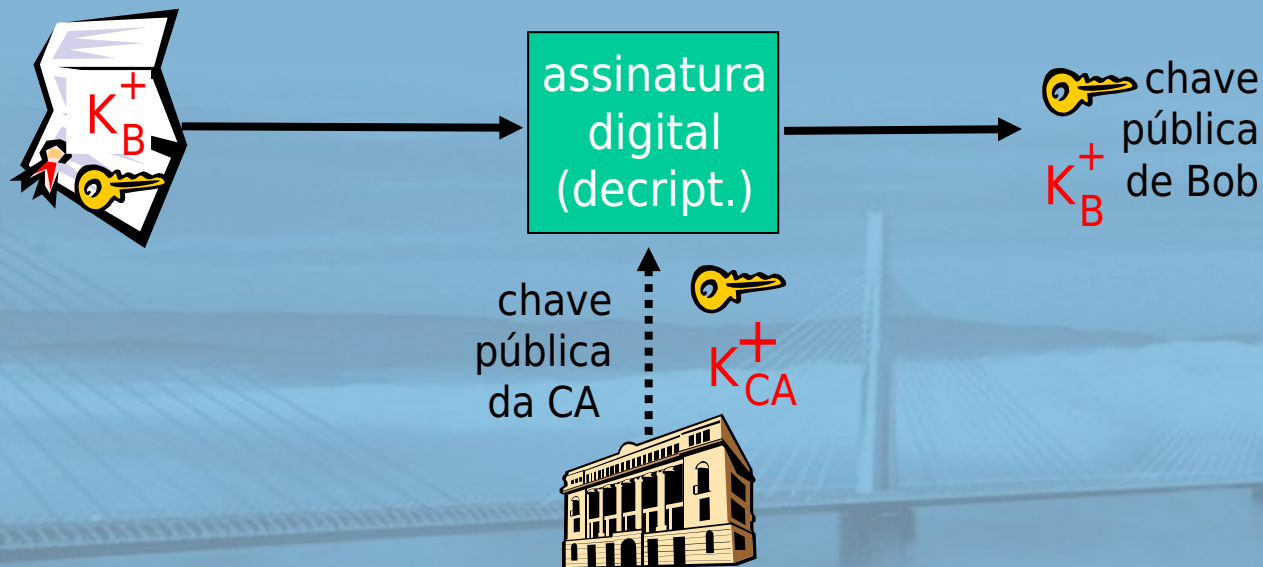 K
+
B
assinatura
digital
(decript.)
chave
pública
de Bob
K
+
B
chave
pública
da CA
K
+
CA